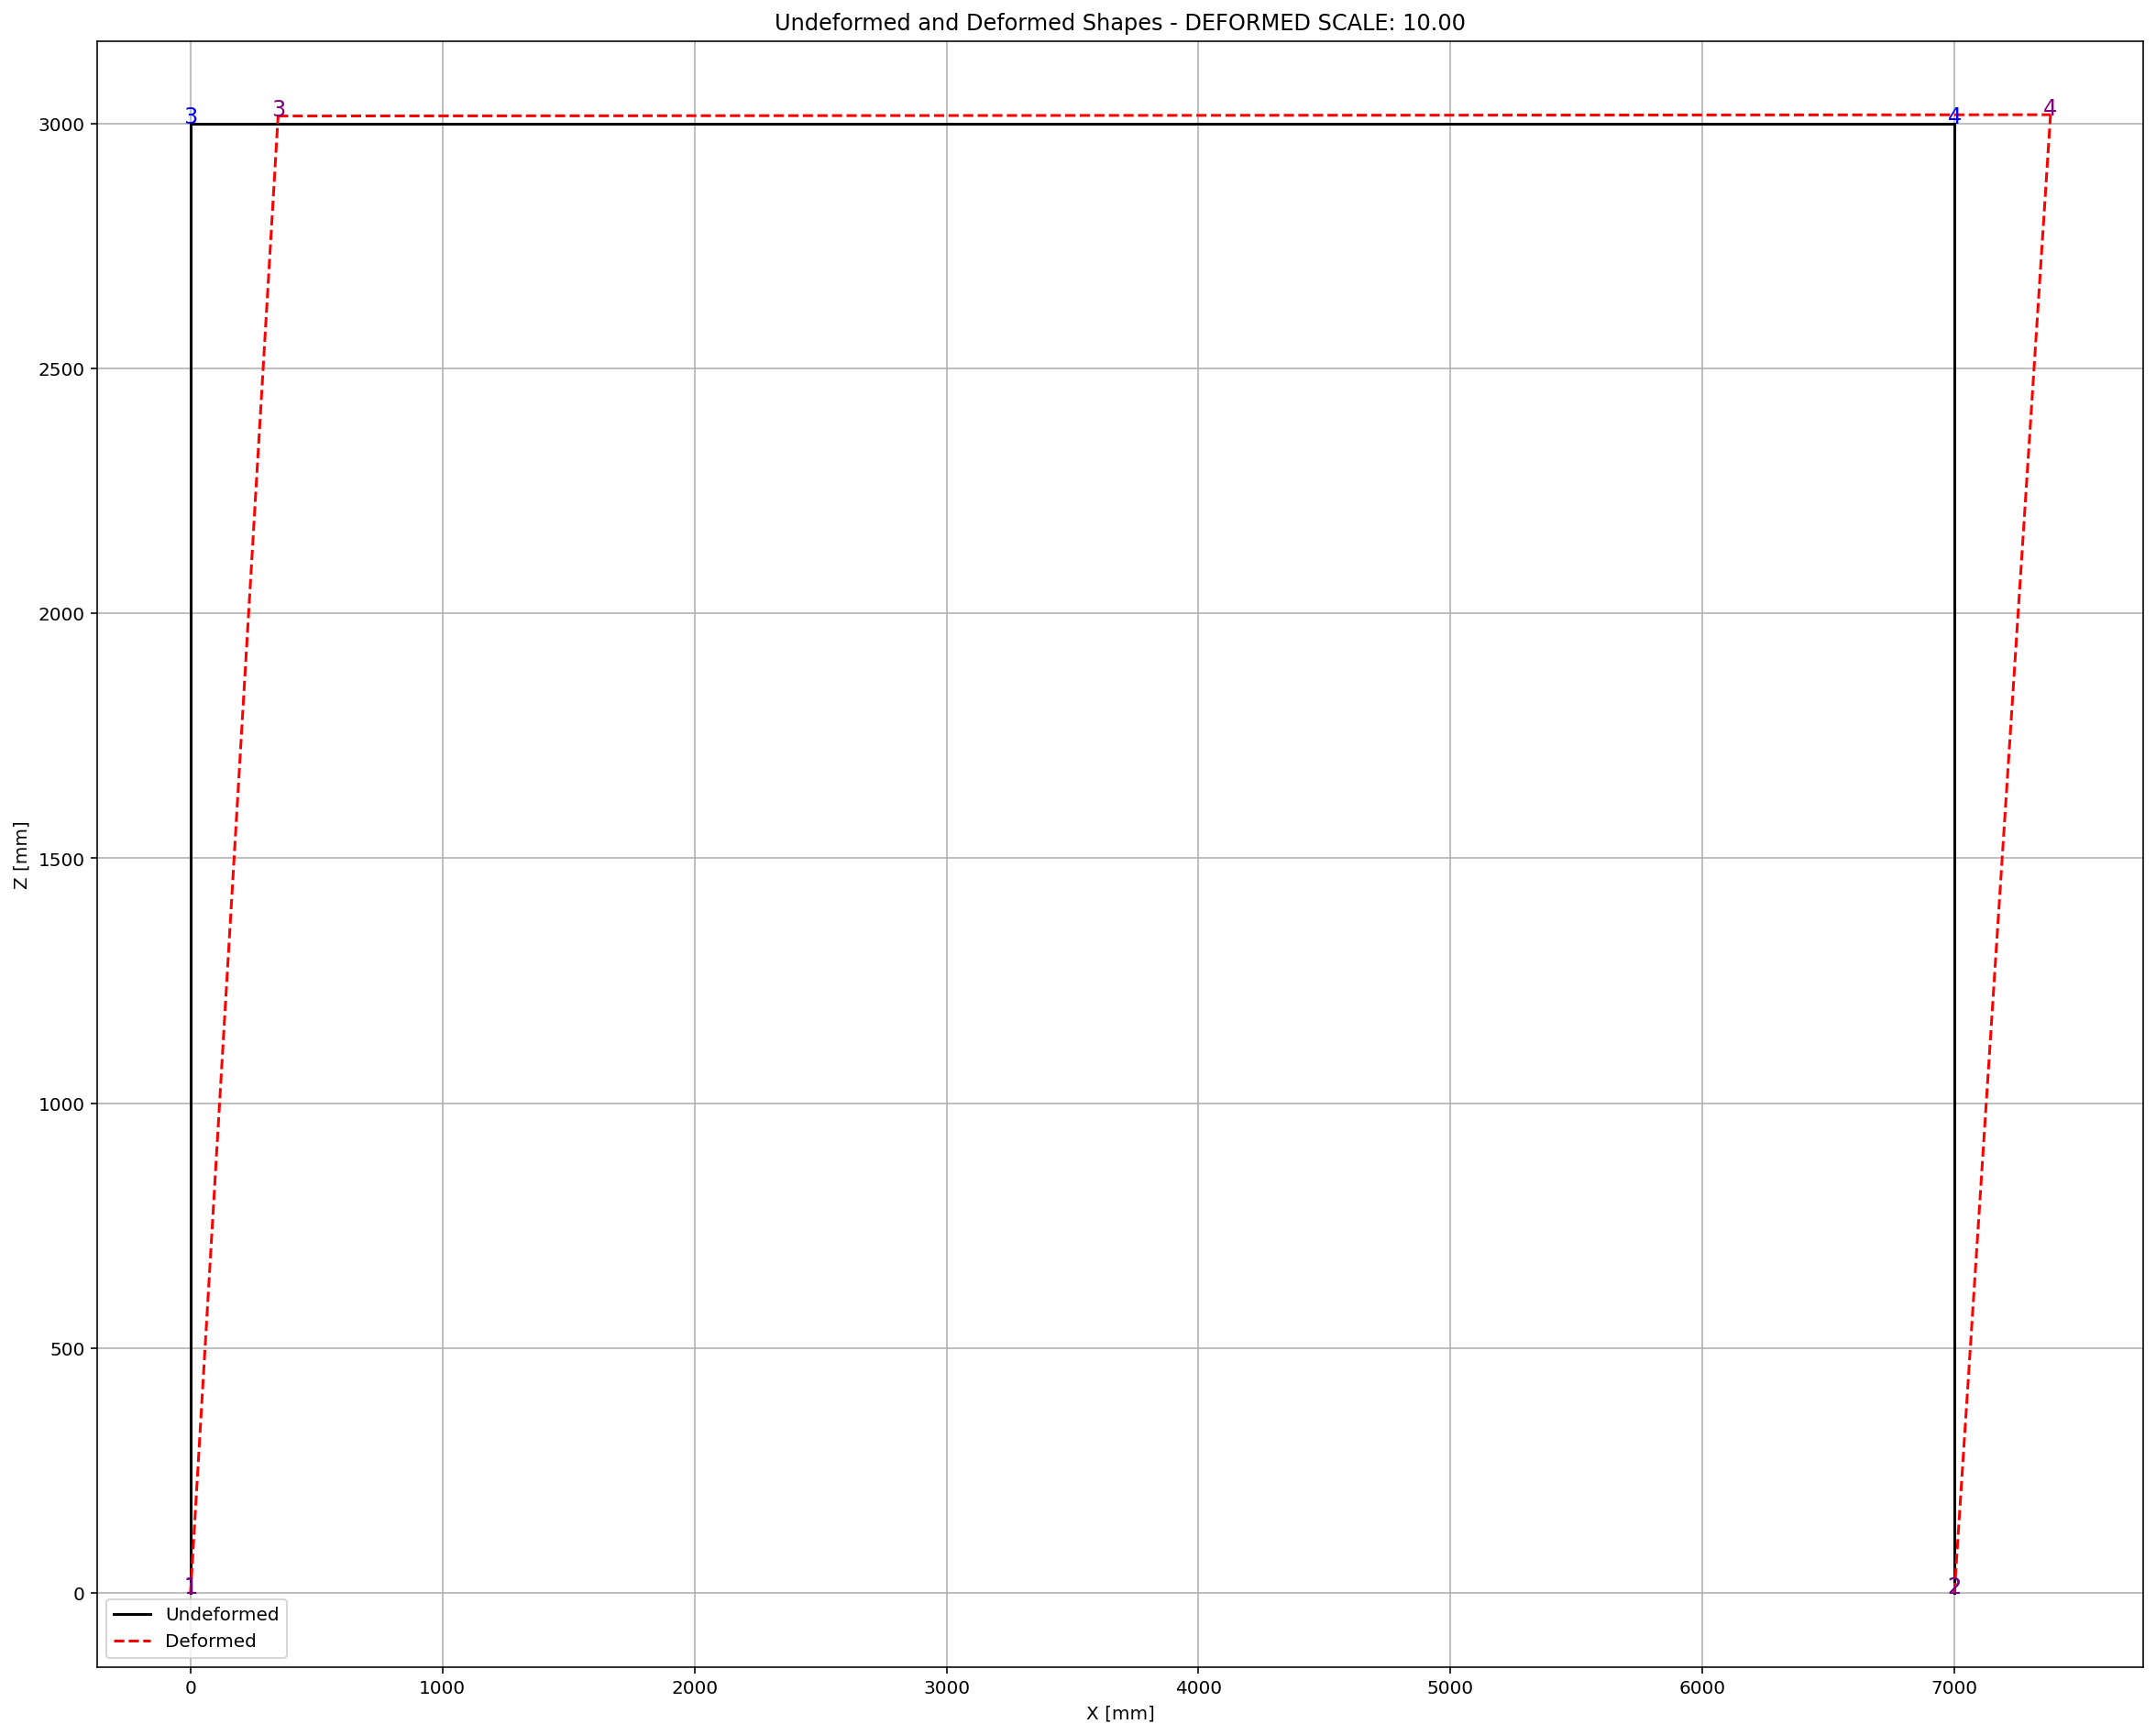 Undeformed and Deformed Shapes - DEFORMED SCALE: 10.00
3 3 4 4
3000
2500
2000
1500
1000
500
0
Z [mm]
1 2
Undeformed
Deformed
0 1000 2000 3000 4000 5000 6000 7000
X [mm]